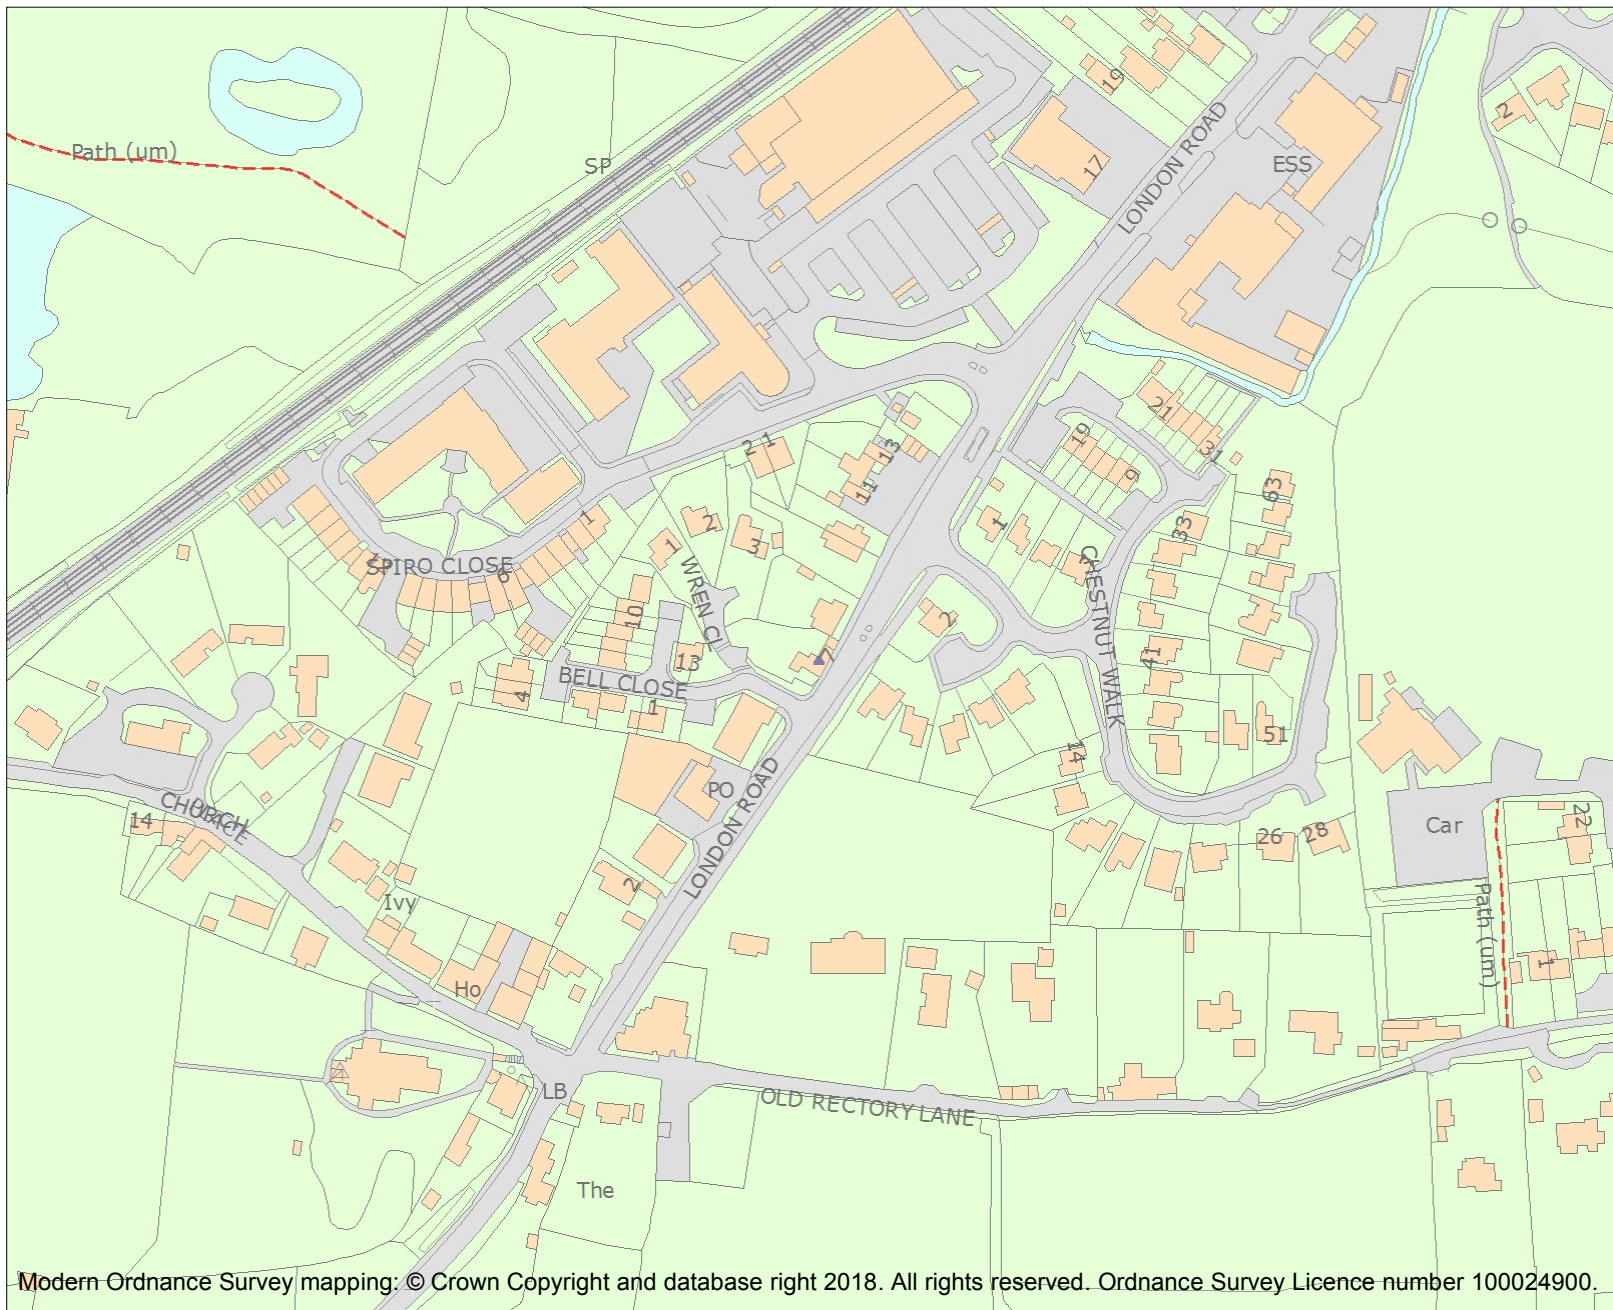 19
LONDON ROAD
2
Path (um)
SP
17
ESS
21
31
19
9
2 1
13
11
63
33
1
2
3
1
SPIRO CLOSE
6
1
WREN CL
10
1
2
CHESTNUT WALK
41
13
7
BELL CLOSE
4
1
51
14
PO
LONDON ROAD
CHURCH
14
2
26
28
Car
22
Path (um)
1
Ivy
Ho
LB
OLD RECTORY LANE
The
Modern Ordnance Survey mapping: © Crown Copyright and database right 2018. All rights reserved. Ordnance Survey Licence number 100024900.